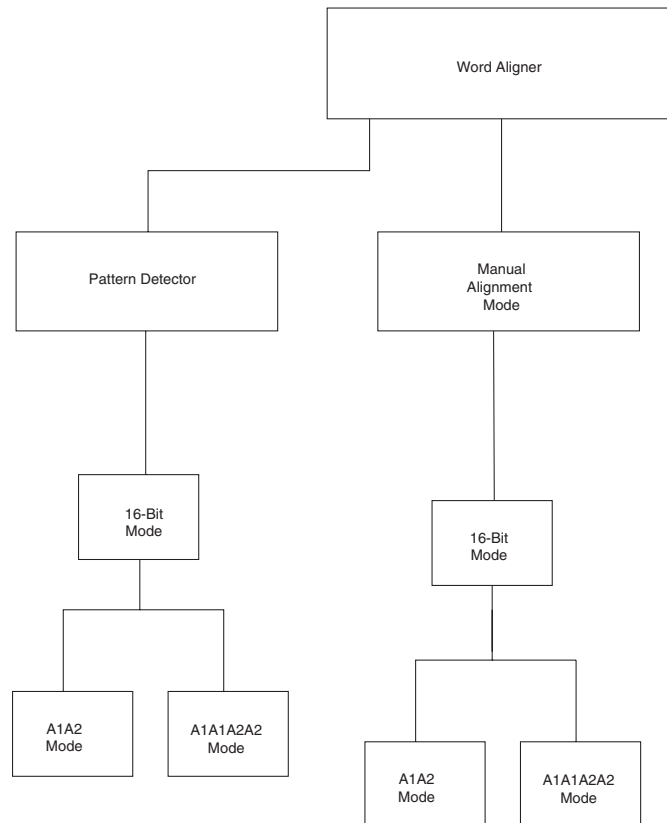 Word Aligner
Pattern Detector
Manual
Alignment
Mode
16-Bit
Mode
16-Bit
Mode
A1A2
Mode
A1A1A2A2
Mode
A1A2
Mode
A1A1A2A2
Mode